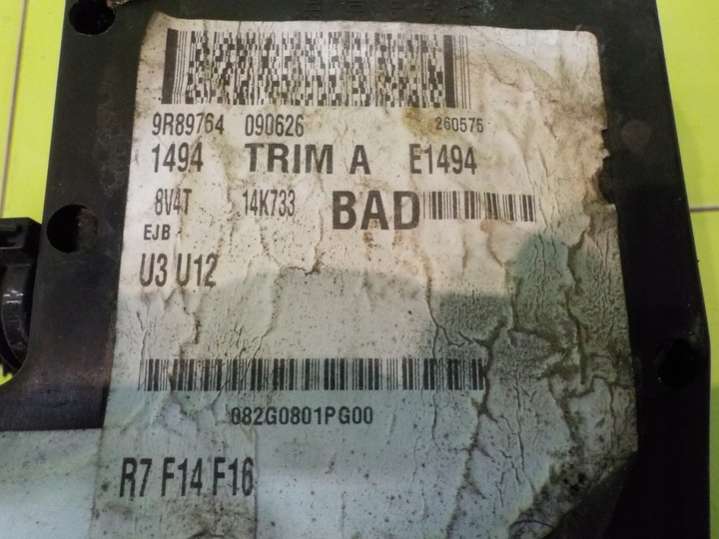 9R89764 090626 260575
1494 TRIM A E1494
8V4T 14K733 BAD
EJB
U3 U12
082G0801PG00
R7 F14 F16